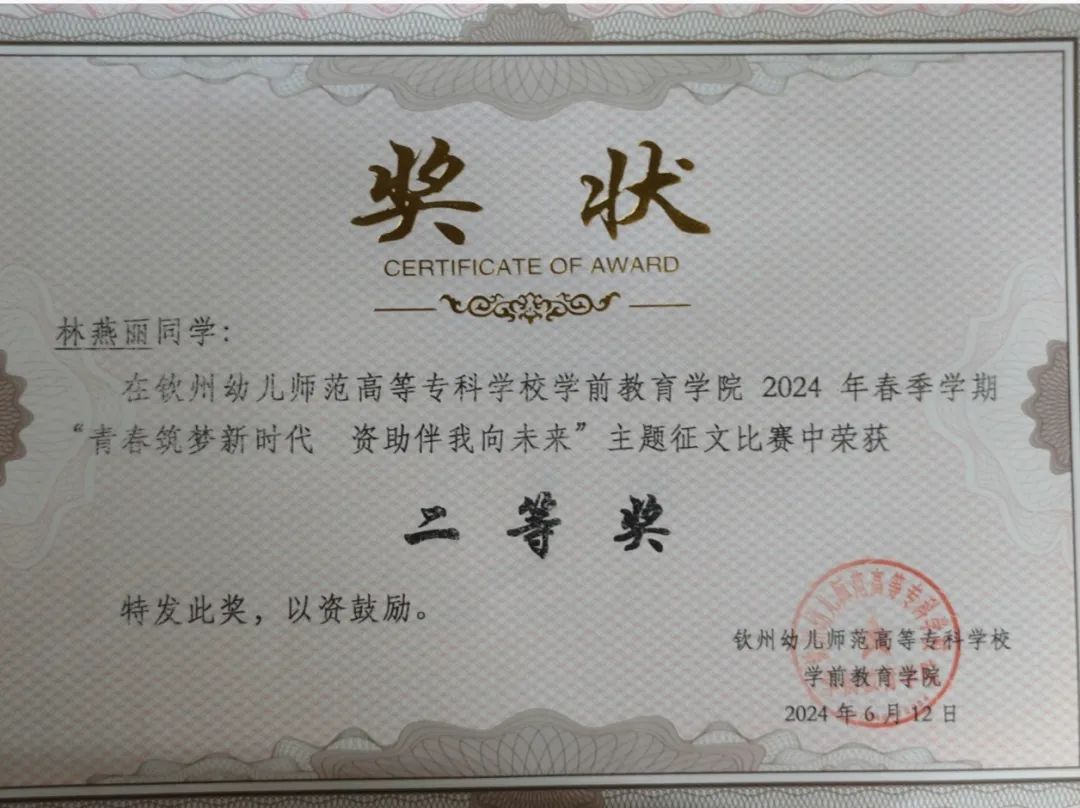 奖 状
CERTIFICATE OF AWARD
林燕丽同学：
在钦州幼儿师范高等专科学校学前教育学院 2024 年春季学期
“青春筑梦新时代 资助伴我向未来”主题征文比赛中荣获
二 等 奖
特发此奖，以资鼓励。
钦州幼儿师范高等专科学校
学前教育学院
2024 年 6 月 12 日